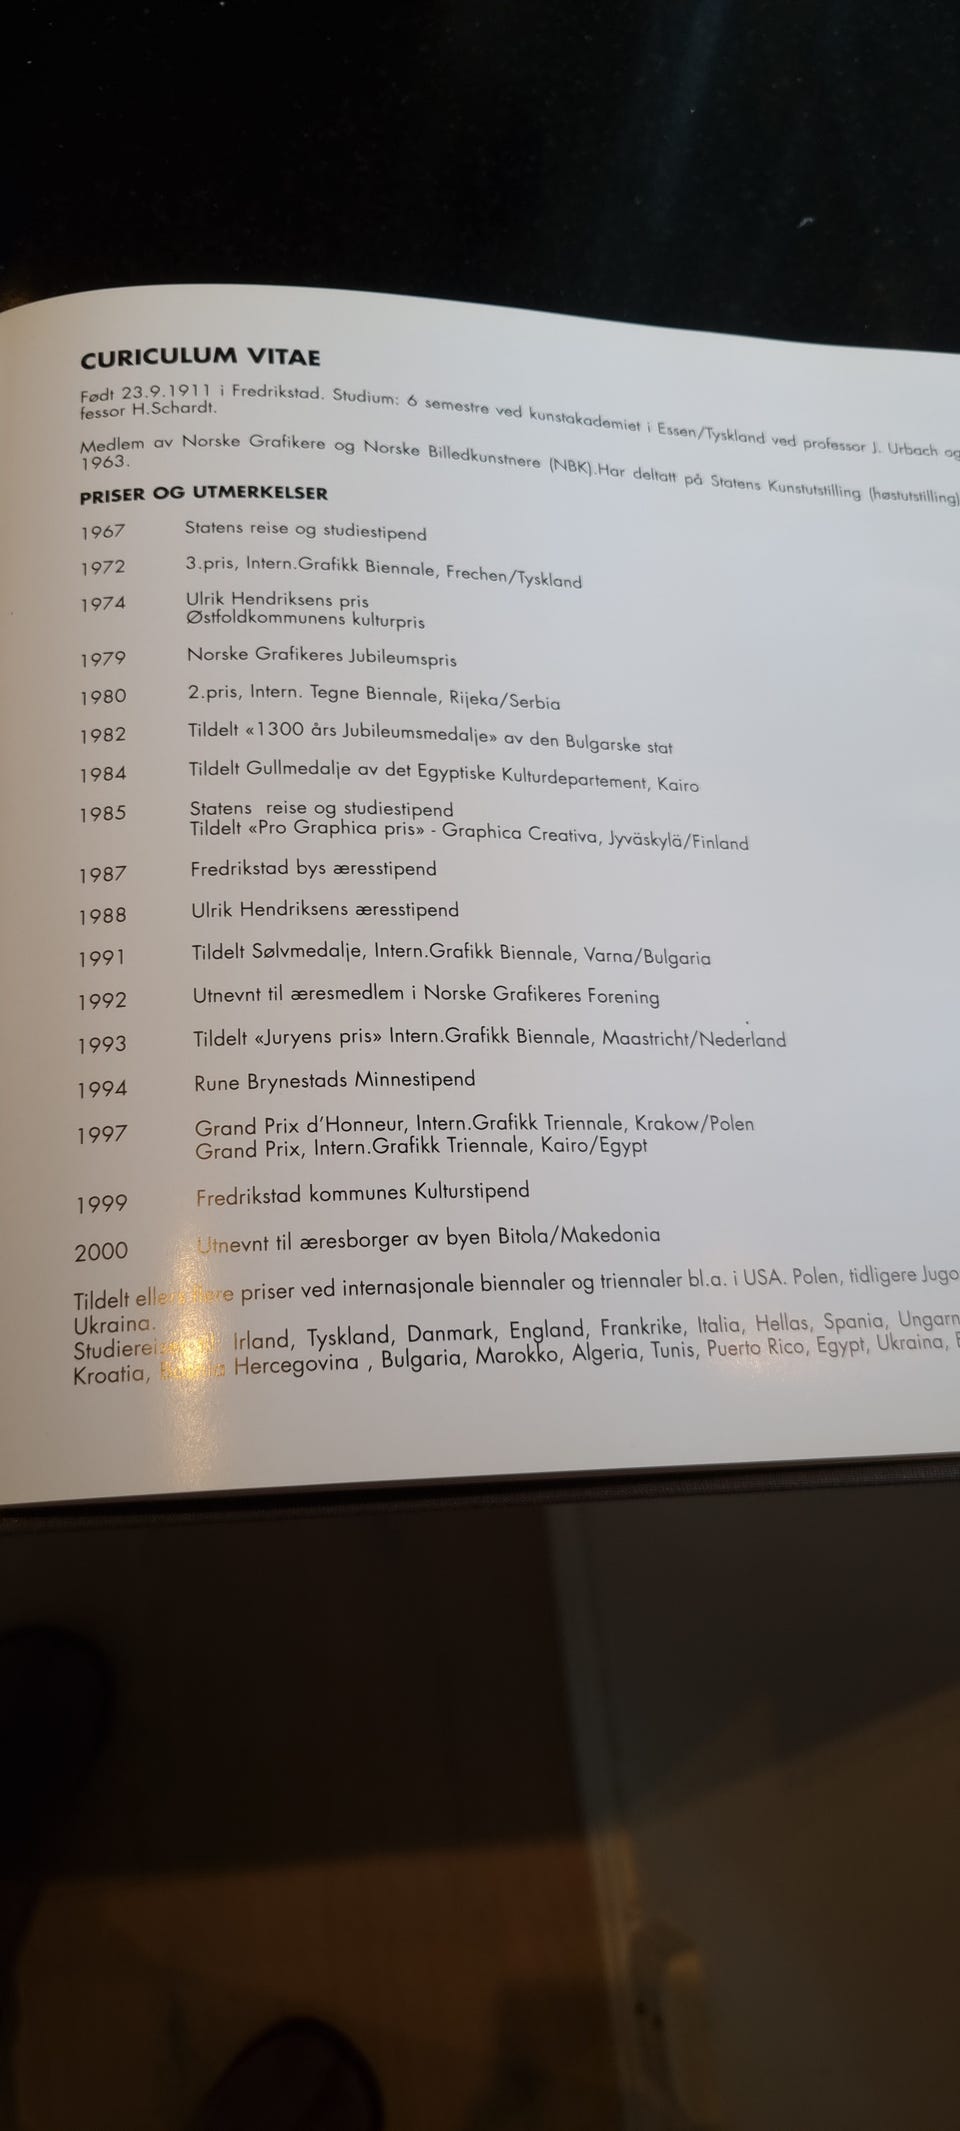 CURICULUM VITAE
Født 23.9.1911 i Fredrikstad. Studium: 6 semestre ved kunstakademiet i Essen/Tyskland ved professor J. Urbach og
fessor H.Schardt.
Medlem av Norske Grafikere og Norske Billedkunstnere (NBK).Har deltatt på Statens Kunstutstilling (høstutstilling)
1963.
PRISER OG UTMERKELSER
1967 Statens reise og studiestipend
1972 3.pris, Intern.Grafikk Biennale, Frechen/Tyskland
1974 Ulrik Hendriksens pris
Østfoldkommunens kulturpris
1979 Norske Grafikeres Jubileumspris
1980 2.pris, Intern. Tegne Biennale, Rijeka/Serbia
1982 Tildelt «1300 års Jubileumsmedalje» av den Bulgarske stat
1984 Tildelt Gullmedalje av det Egyptiske Kulturdepartement, Kairo
1985 Statens reise og studiestipend
Tildelt «Pro Graphica pris» - Graphica Creativa, Jyväskylä/Finland
1987 Fredrikstad bys æresstipend
1988 Ulrik Hendriksens æresstipend
1991 Tildelt Sølvmedalje, Intern.Grafikk Biennale, Varna/Bulgaria
1992 Utnevnt til æresmedlem i Norske Grafikeres Forening
1993 Tildelt «Juryens pris» Intern.Grafikk Biennale, Maastricht/Nederland
1994 Rune Brynestads Minnestipend
1997 Grand Prix d'Honneur, Intern.Grafikk Triennale, Krakow/Polen
Grand Prix, Intern.Grafikk Triennale, Kairo/Egypt
1999 Fredrikstad kommunes Kulturstipend
2000 Utnevnt til æresborger av byen Bitola/Makedonia
Tildelt eller flere priser ved internasjonale biennaler og triennaler bl.a. i USA. Polen, tidligere Jugo
Ukraina.
Irland, Tyskland, Danmark, England, Frankrike, Italia, Hellas, Spania, Ungarn
Kroatia, Hercegovina , Bulgaria, Marokko, Algeria, Tunis, Puerto Rico, Egypt, Ukraina,